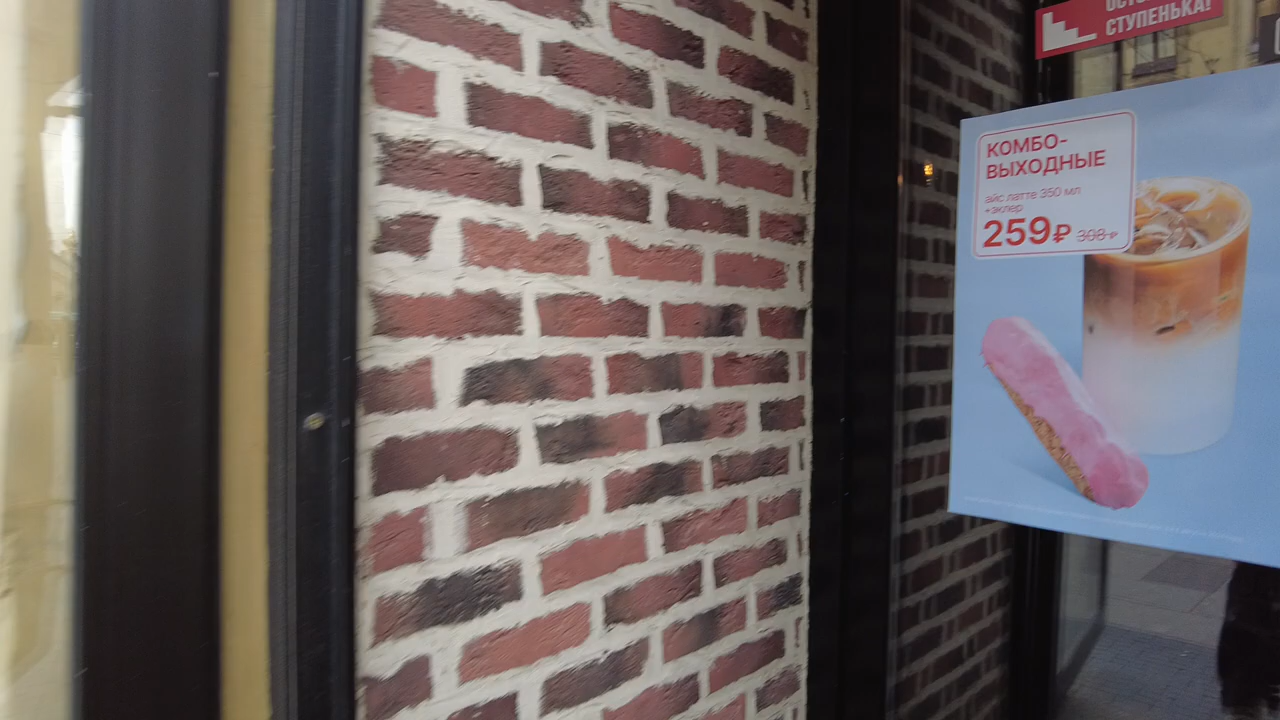 СТУПЕНЬКА!
КОМБО-
ВЫХОДНЫЕ
айс латте 350 мл
+эклер
259₽ 308 ₽